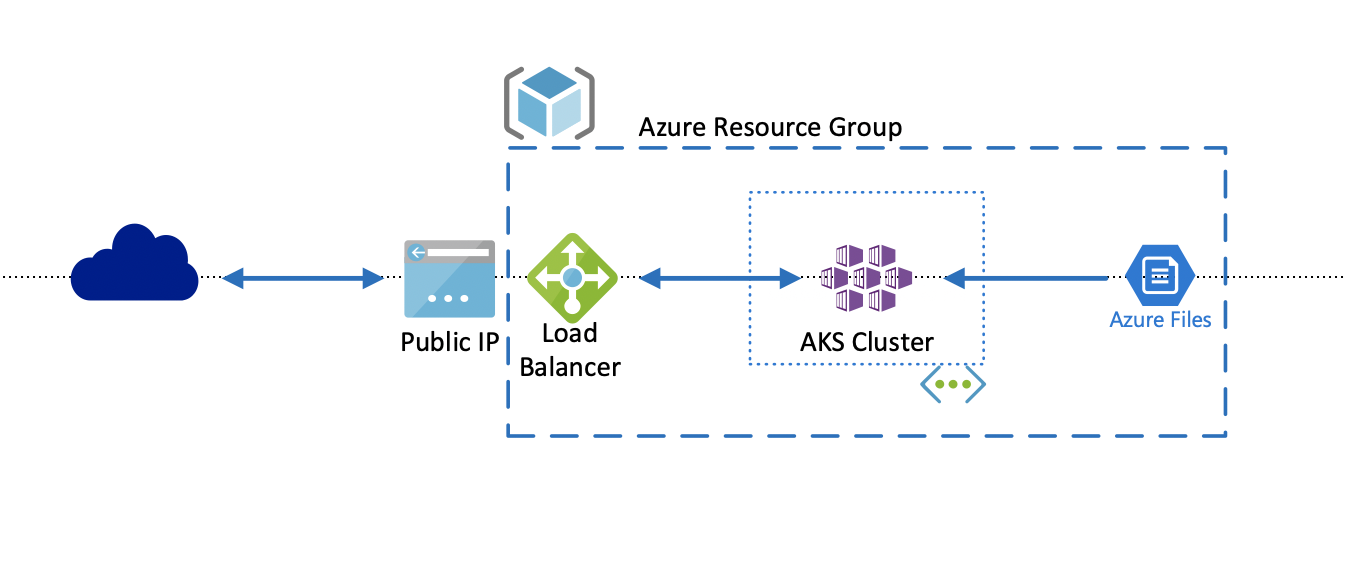 Azure Resource Group
Public IP
Load
Balancer
AKS Cluster
Azure Files